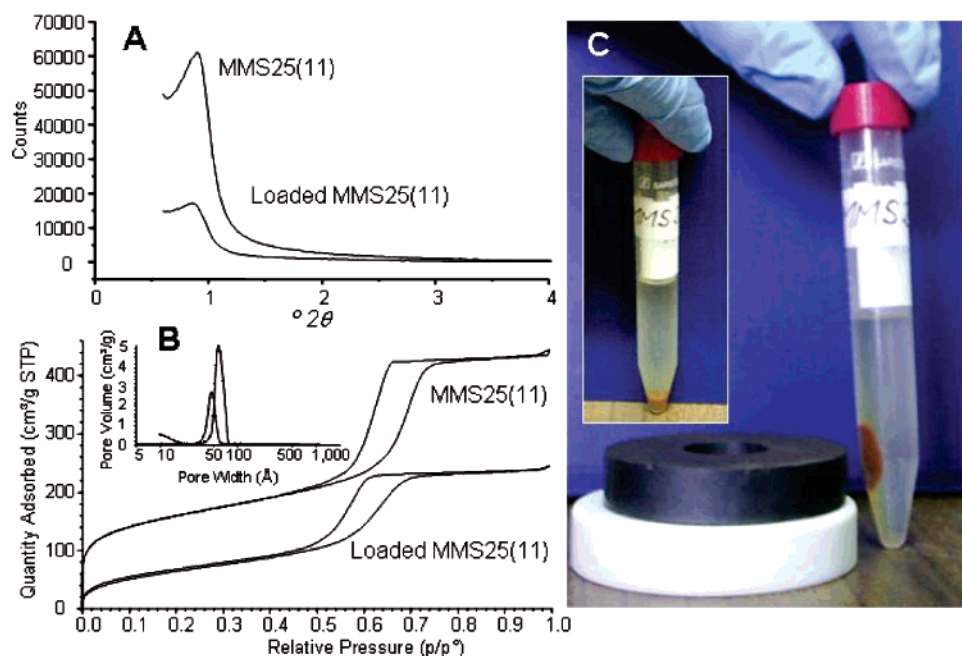 A
70000
60000
50000
40000
30000
20000
10000
0
Counts
MMS25(11)
Loaded MMS25(11)
0 1 2 3 4
° 2θ
B
Quantity Adsorbed (cm³/g STP)
400
300
200
100
0
Pore Volume (cm³/g)
5
4
3
2
1
0
5 10 50 100 500 1,000
Pore Width (Å)
MMS25(11)
Loaded MMS25(11)
0.0 0.1 0.2 0.3 0.4 0.5 0.6 0.7 0.8 0.9 1.0
Relative Pressure (p/p°)
C
MMS